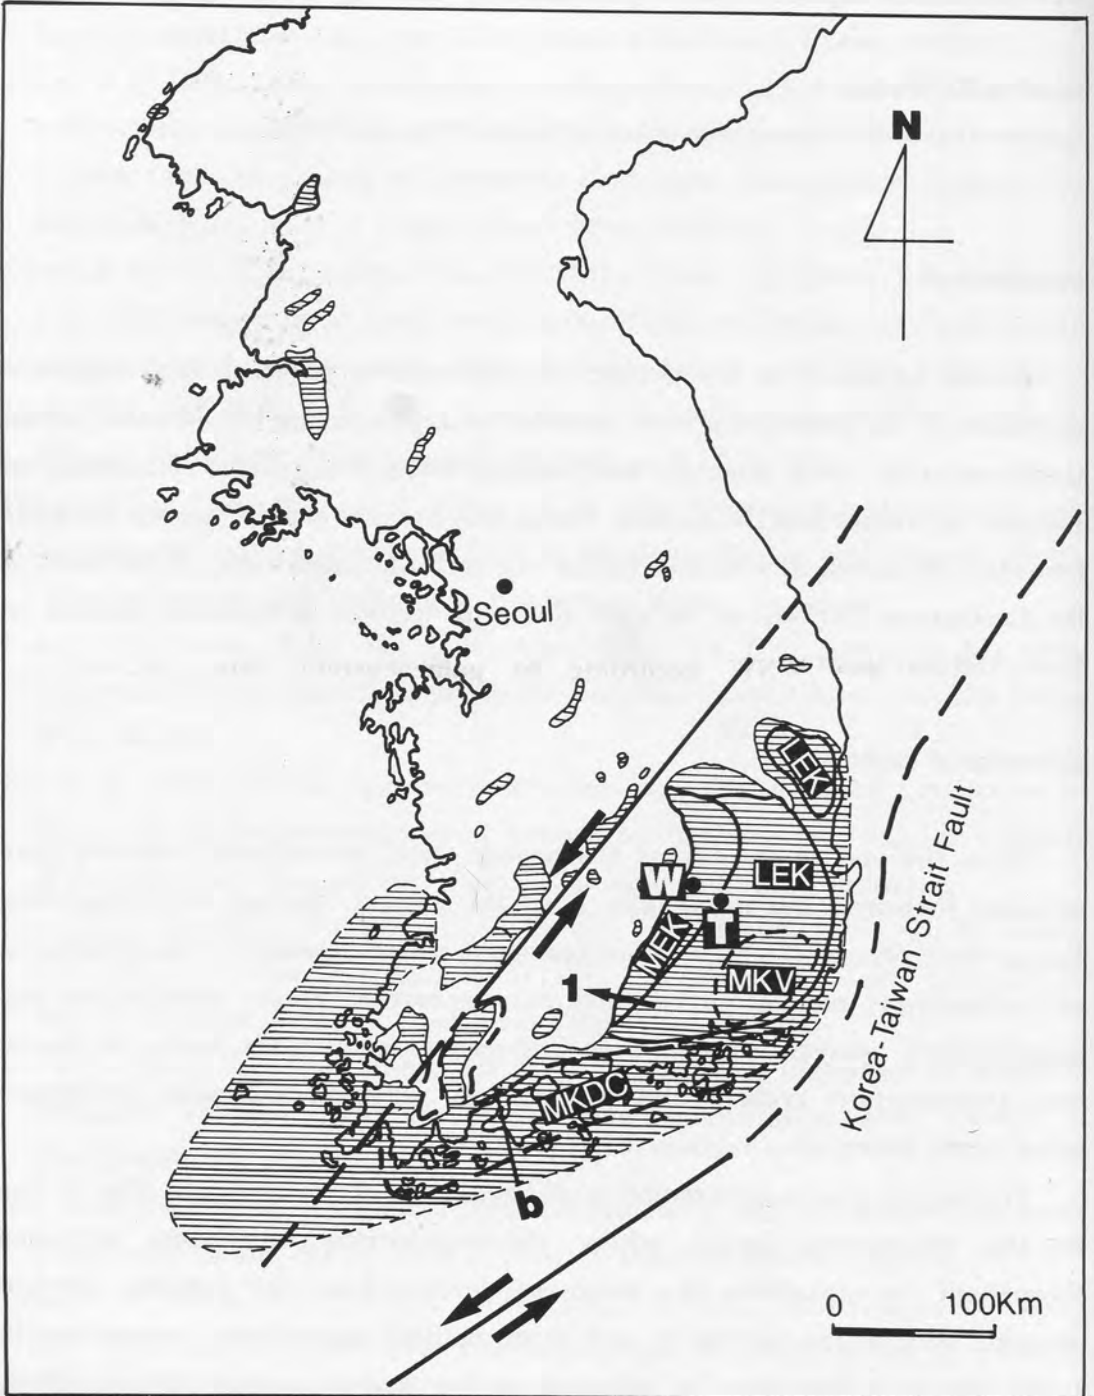 N
Seoul
LEK
LEK
W
T
MEK
MKV
1
MKDC
Korea-Taiwan Strait Fault
b
0 100Km